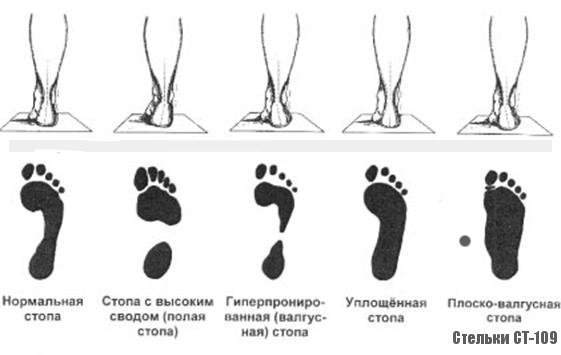 Нормальная
стопа
Стопа с высоким
сводом (полая
стопа)
Гиперпрониро-
ванная (валгус-
ная) стопа
Уплощённая
стопа
Плоско-валгусная
стопа
Стельки СТ-109